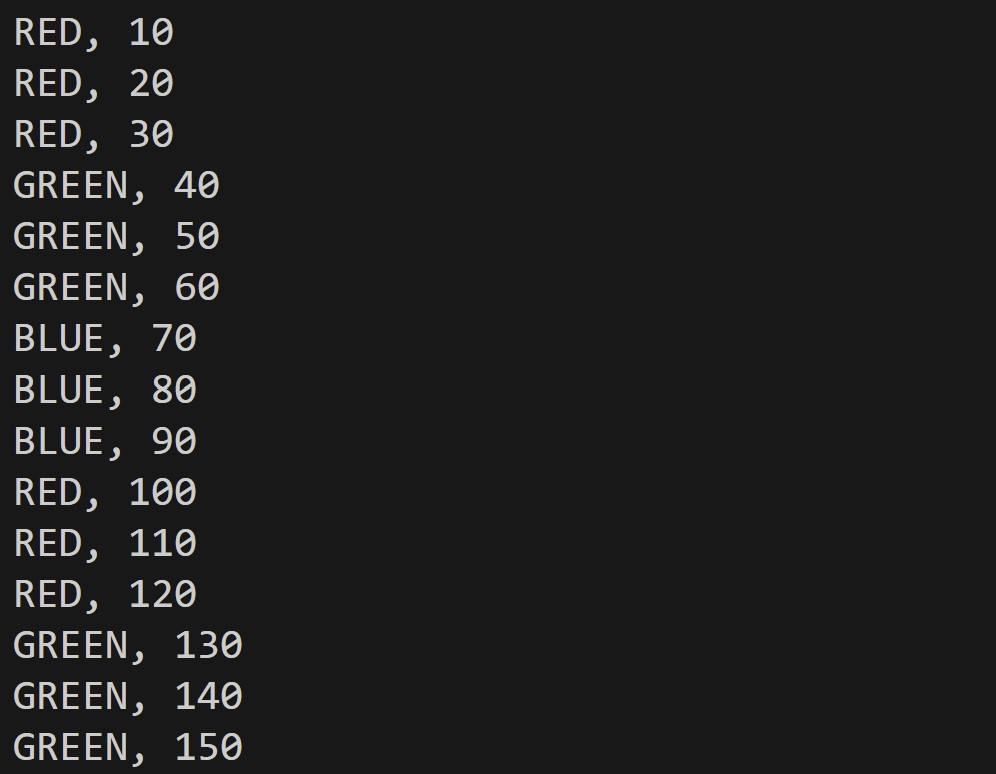 RED, 10
RED, 20
RED, 30
GREEN, 40
GREEN, 50
GREEN, 60
BLUE, 70
BLUE, 80
BLUE, 90
RED, 100
RED, 110
RED, 120
GREEN, 130
GREEN, 140
GREEN, 150